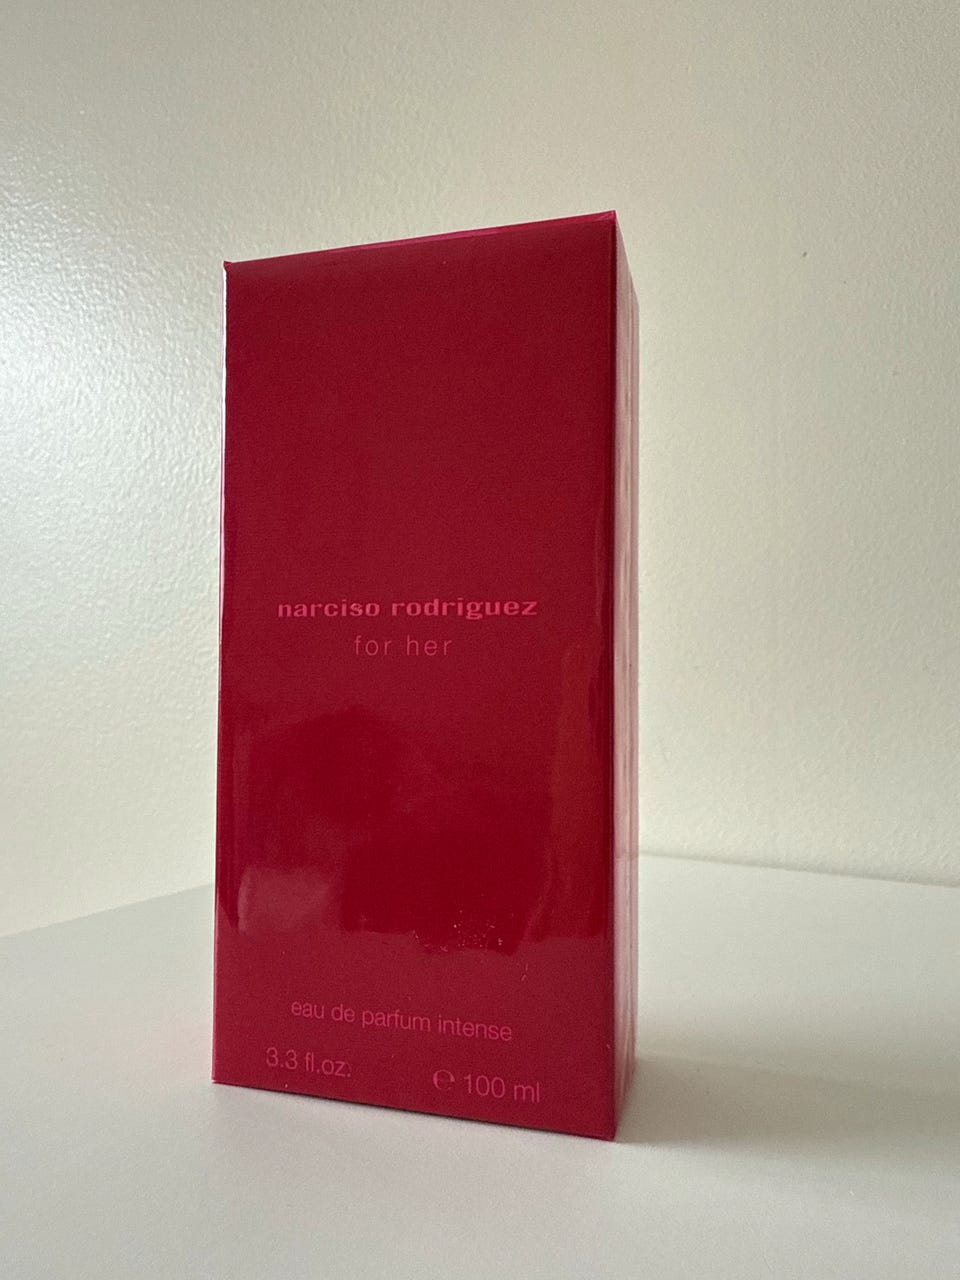 narciso rodriguez
for her
eau de parfum intense
3.3 fl.oz. ℮ 100 ml